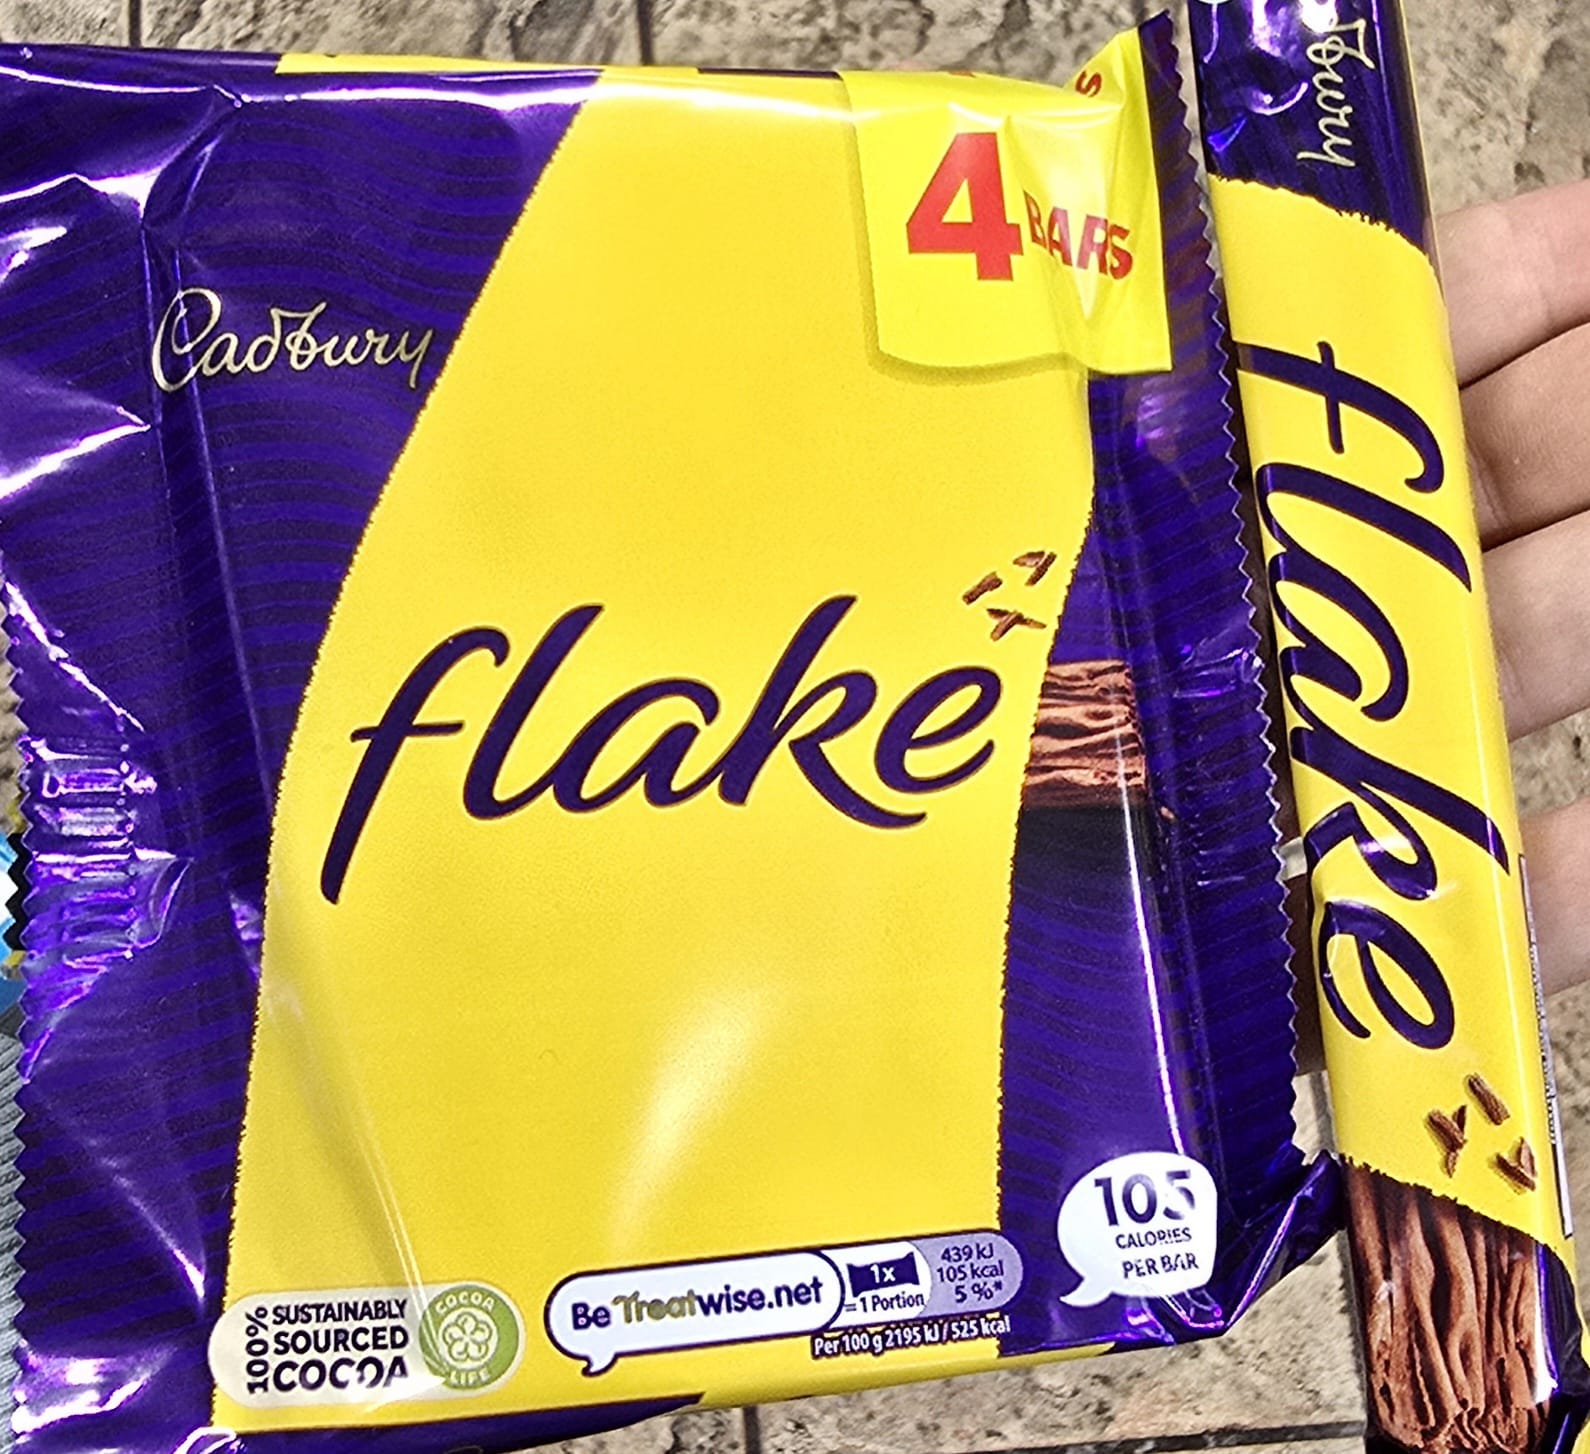 4 BARS
Cadbury
flake
100%
SUSTAINABLY
SOURCED
COCOA
COCOA
LIFE
Be Treatwise.net
1x
= 1 Portion
439 kJ
105 kcal
5 %*
Per 100 g 2195 kJ / 525 kcal
105
CALORIES
PER BAR
Cadbury
flake